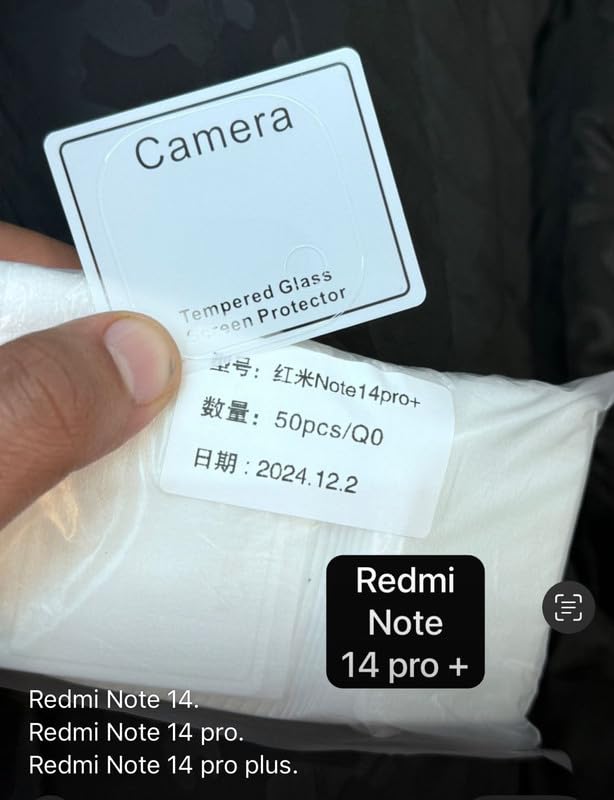 Camera
Tempered Glass
Screen Protector
型号：红米Note14pro+
数量：50pcs/Q0
日期：2024.12.2
Redmi
Note
14 pro +
Redmi Note 14.
Redmi Note 14 pro.
Redmi Note 14 pro plus.